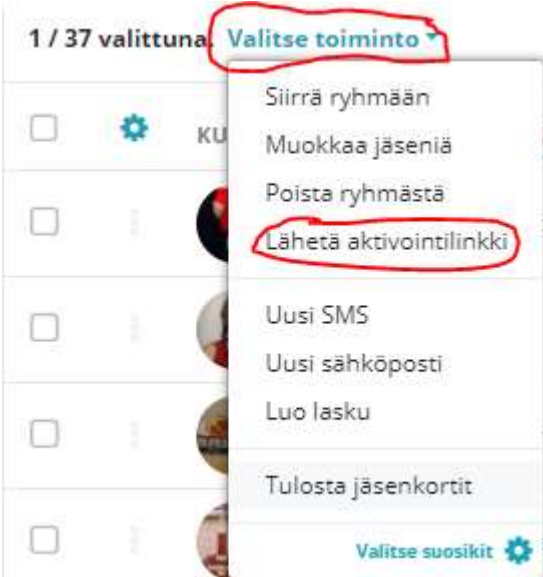 1 / 37 valittuna. Valitse toiminto
Siirrä ryhmään
KU
Muokkaa jäseniä
Poista ryhmästä
Lähetä aktivointilinkki
Uusi SMS
Uusi sähköposti
Luo lasku
Tulosta jäsenkortit
Valitse suosikit